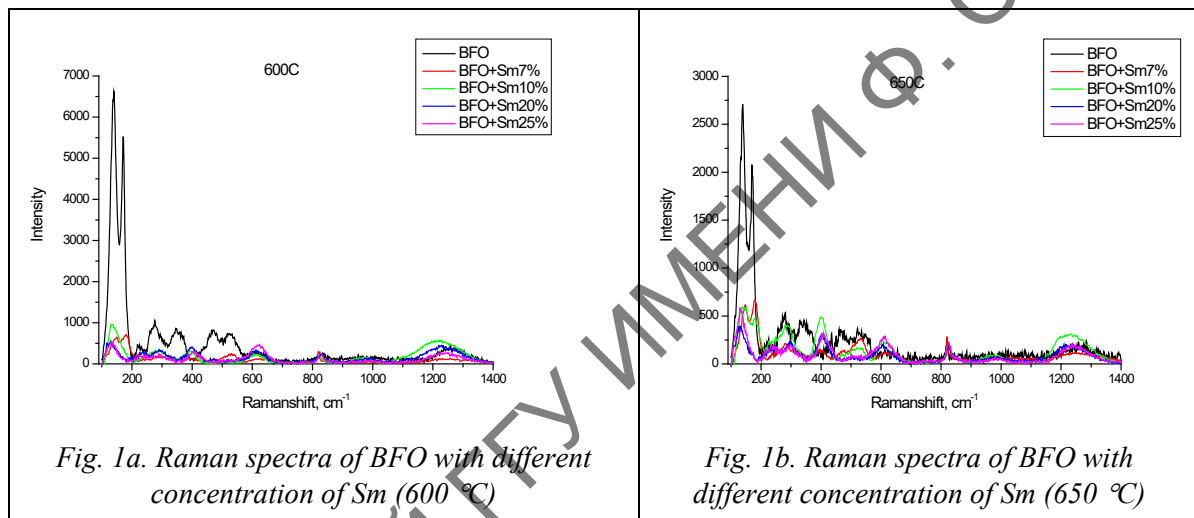 600C
BFO
BFO+Sm7%
BFO+Sm10%
BFO+Sm20%
BFO+Sm25%
7000
6000
5000
4000
3000
2000
1000
0
Intensity
200 400 600 800 1000 1200 1400
Ramanshift, cm-1
Fig. 1a. Raman spectra of BFO with different
concentration of Sm (600 °C)
650C
BFO
BFO+Sm7%
BFO+Sm10%
BFO+Sm20%
BFO+Sm25%
3000
2500
2000
1500
1000
500
0
Intensity
200 400 600 800 1000 1200 1400
Ramanshift, cm-1
Fig. 1b. Raman spectra of BFO with
different concentration of Sm (650 °C)
ГГУ ИМЕНИ Ф.